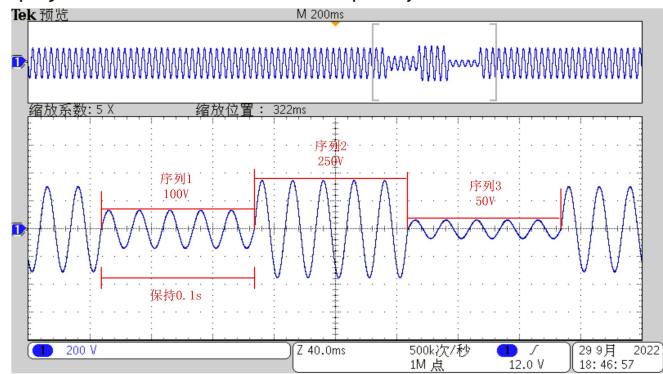 Tek 预览
M 200ms
缩放系数: 5 X
缩放位置： 322ms
序列1
100V
序列2
250V
序列3
50V
保持0.1s
1 200 V
Z 40.0ms
500k次/秒
1M 点
1 ∫ 12.0 V
29 9月 2022
18:46:57